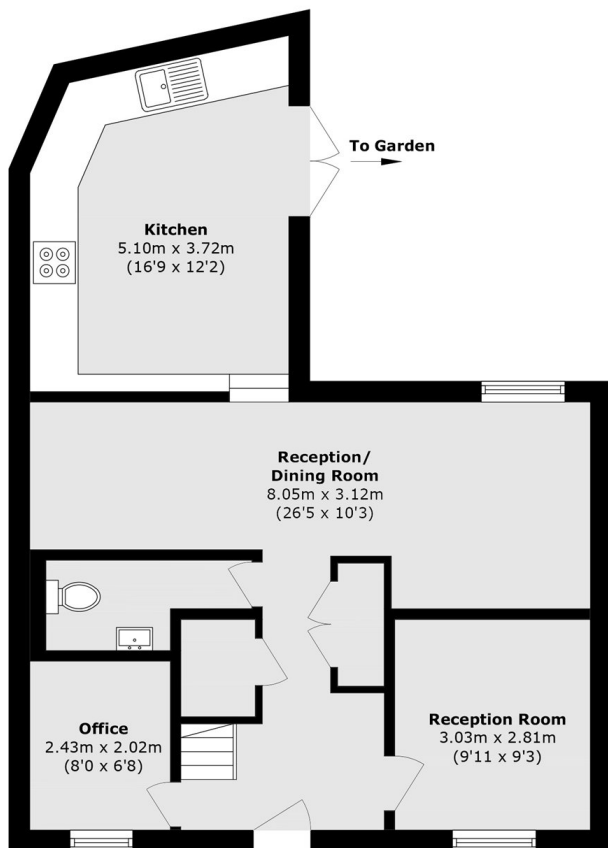 To Garden
Kitchen
5.10m x 3.72m
(16'9 x 12'2)
Reception/
Dining Room
8.05m x 3.12m
(26'5 x 10'3)
Office
2.43m x 2.02m
(8'0 x 6'8)
Reception Room
3.03m x 2.81m
(9'11 x 9'3)